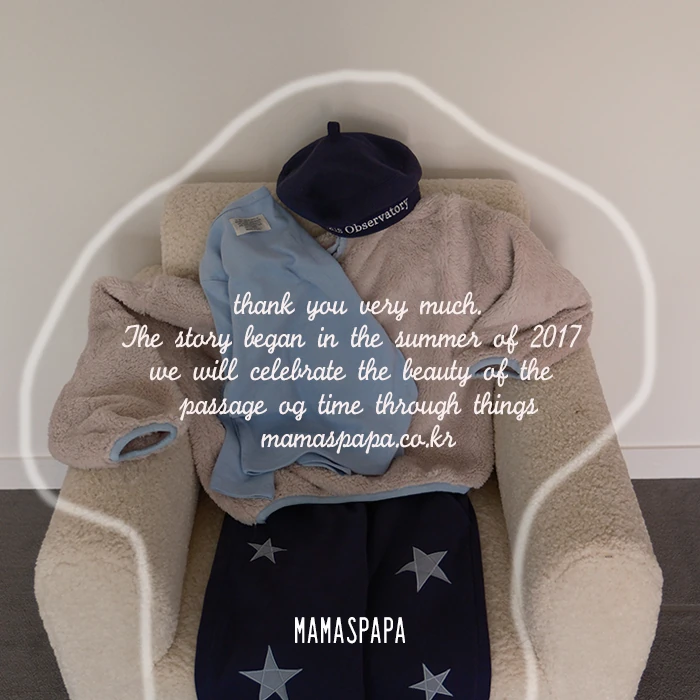 Observatory
thank you very much.
The story began in the summer of 2017
we will celebrate the beauty of the
passage og time through things
mamaspapa.co.kr
MAMASPAPA